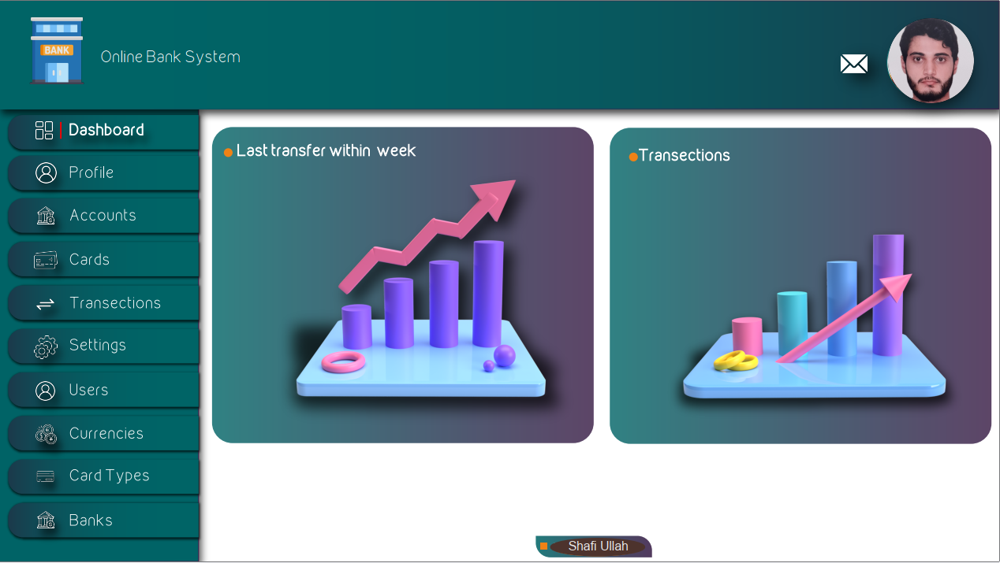 BANK
Online Bank System
Dashboard
Profile
Accounts
Cards
Transections
Settings
Users
Currencies
Card Types
Banks
Last transfer within week
Transections
Shafi Ullah